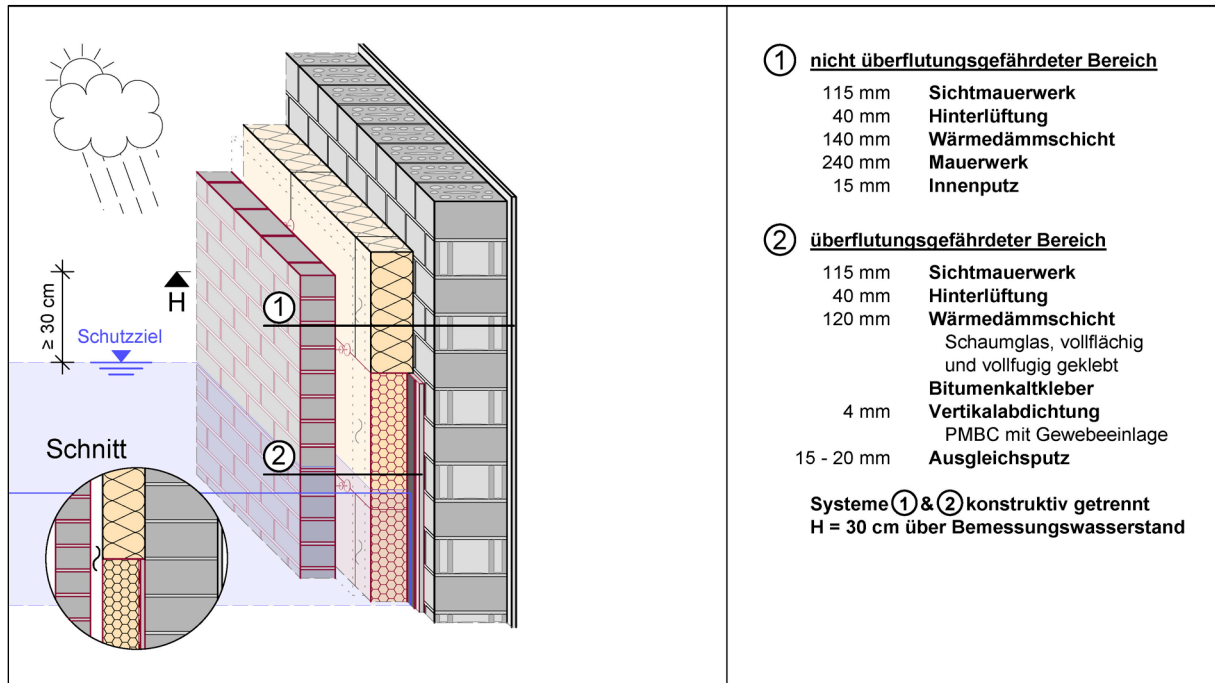 ≥ 30 cm
H
Schutzziel
Schnitt
1
2
1 nicht überflutungsgefährdeter Bereich
115 mm Sichtmauerwerk
40 mm Hinterlüftung
140 mm Wärmedämmschicht
240 mm Mauerwerk
15 mm Innenputz
2 überflutungsgefährdeter Bereich
115 mm Sichtmauerwerk
40 mm Hinterlüftung
120 mm Wärmedämmschicht
Schaumglas, vollflächig
und vollfugig geklebt
Bitumenkaltkleber
4 mm Vertikalabdichtung
PMBC mit Gewebeeinlage
15 - 20 mm Ausgleichsputz
Systeme 1 & 2 konstruktiv getrennt
H = 30 cm über Bemessungswasserstand